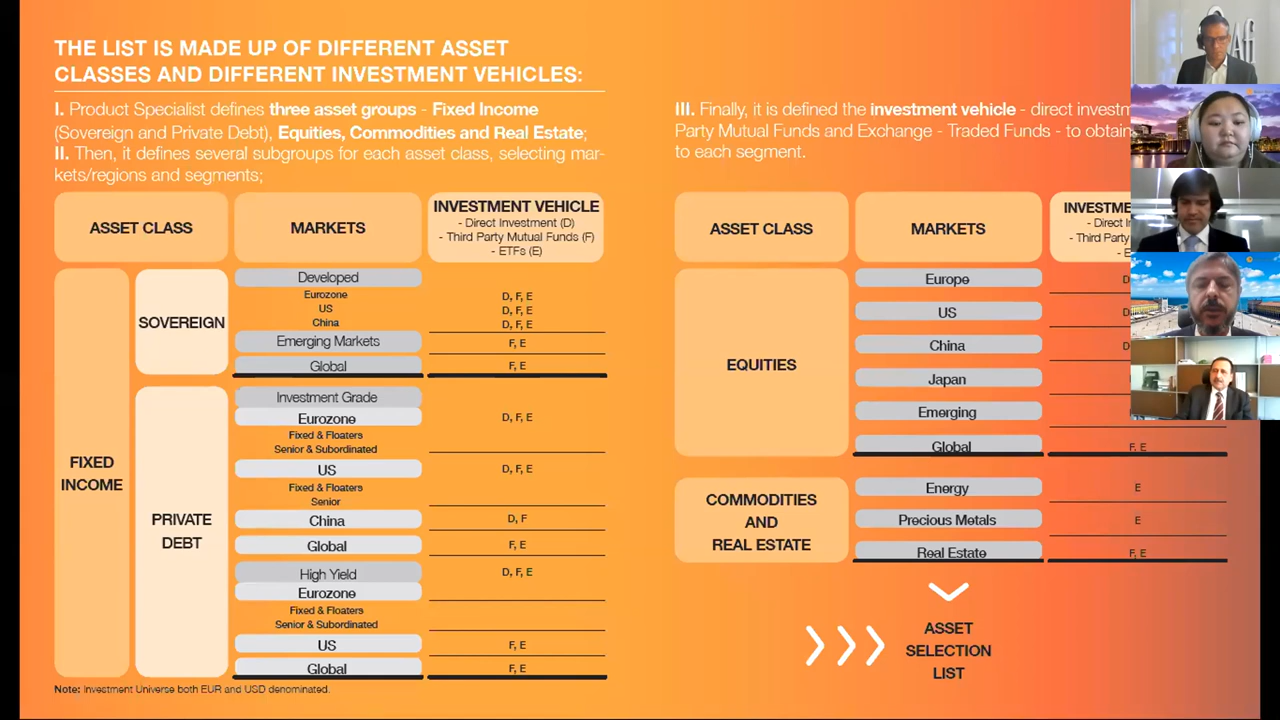 THE LIST IS MADE UP OF DIFFERENT ASSET
CLASSES AND DIFFERENT INVESTMENT VEHICLES:
I. Product Specialist defines three asset groups - Fixed Income
(Sovereign and Private Debt), Equities, Commodities and Real Estate;
II. Then, it defines several subgroups for each asset class, selecting mar-
kets/regions and segments;
ASSET CLASS
MARKETS
INVESTMENT VEHICLE
- Direct Investment (D)
- Third Party Mutual Funds (F)
- ETFs (E)
FIXED
INCOME
SOVEREIGN
Developed
Eurozone D, F, E
US D, F, E
China D, F, E
Emerging Markets F, E
Global F, E
PRIVATE
DEBT
Investment Grade
Eurozone D, F, E
Fixed & Floaters
Senior & Subordinated
US D, F, E
Fixed & Floaters
Senior
China D, F
Global F, E
High Yield D, F, E
Eurozone
Fixed & Floaters
Senior & Subordinated
US F, E
Global F, E
Note: Investment Universe both EUR and USD denominated.
III. Finally, it is defined the investment vehicle - direct investm
Party Mutual Funds and Exchange - Traded Funds - to obtain
to each segment.
ASSET CLASS
MARKETS
INVESTME
- Direct I
- Third Party
- E
EQUITIES
Europe D
US D
China D
Japan
Emerging
Global F, E
COMMODITIES
AND
REAL ESTATE
Energy E
Precious Metals E
Real Estate F, E
ASSET
SELECTION
LIST
Afi